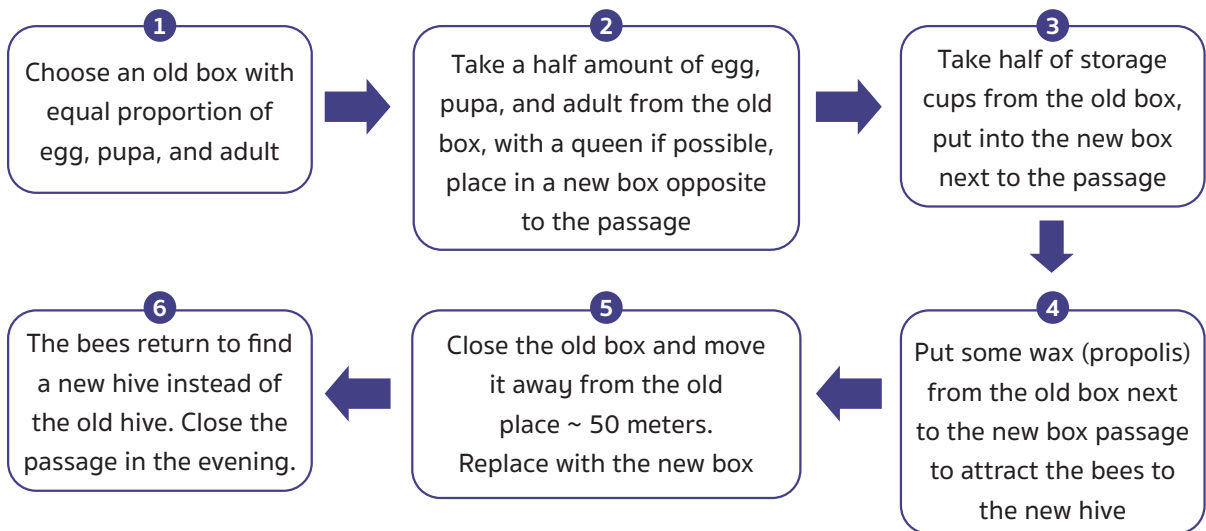 1
Choose an old box with
equal proportion of
egg, pupa, and adult
2
Take a half amount of egg,
pupa, and adult from the old
box, with a queen if possible,
place in a new box opposite
to the passage
3
Take half of storage
cups from the old box,
put into the new box
next to the passage
4
Put some wax (propolis)
from the old box next
to the new box passage
to attract the bees to
the new hive
5
Close the old box and move
it away from the old
place ~ 50 meters.
Replace with the new box
6
The bees return to find
a new hive instead of
the old hive. Close the
passage in the evening.